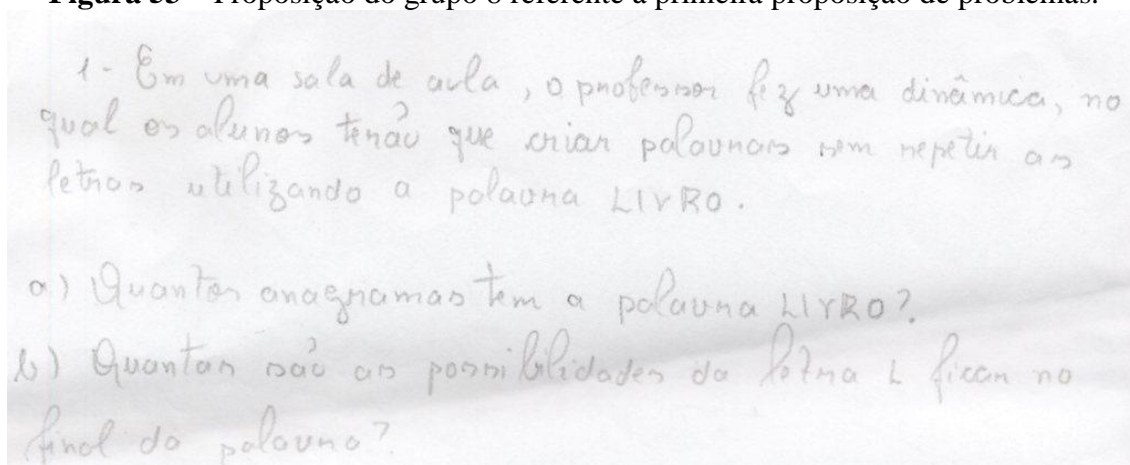 Figura 35 – Proposição do grupo 6 referente à primeira proposição de problemas.
1- Em uma sala de aula, o professor fez uma dinâmica, no
qual os alunos terão que criar palavras sem repetir as
letras utilizando a palavra LIVRO.
a) Quantos anagramas tem a palavra LIVRO?
b) Quantas são as possibilidades da letra L ficar no
final da palavra?